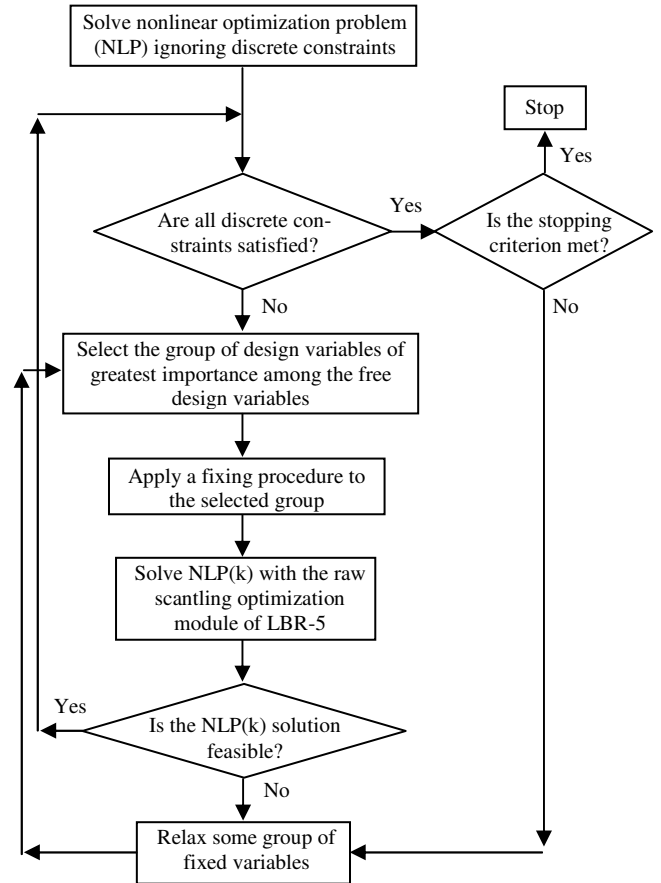 Solve nonlinear optimization problem
(NLP) ignoring discrete constraints
Stop
Yes
Are all discrete con-
straints satisfied?
Yes
Is the stopping
criterion met?
No
No
Select the group of design variables of
greatest importance among the free
design variables
Apply a fixing procedure to
the selected group
Solve NLP(k) with the raw
scantling optimization
module of LBR-5
Yes
Is the NLP(k) solution
feasible?
No
Relax some group of
fixed variables